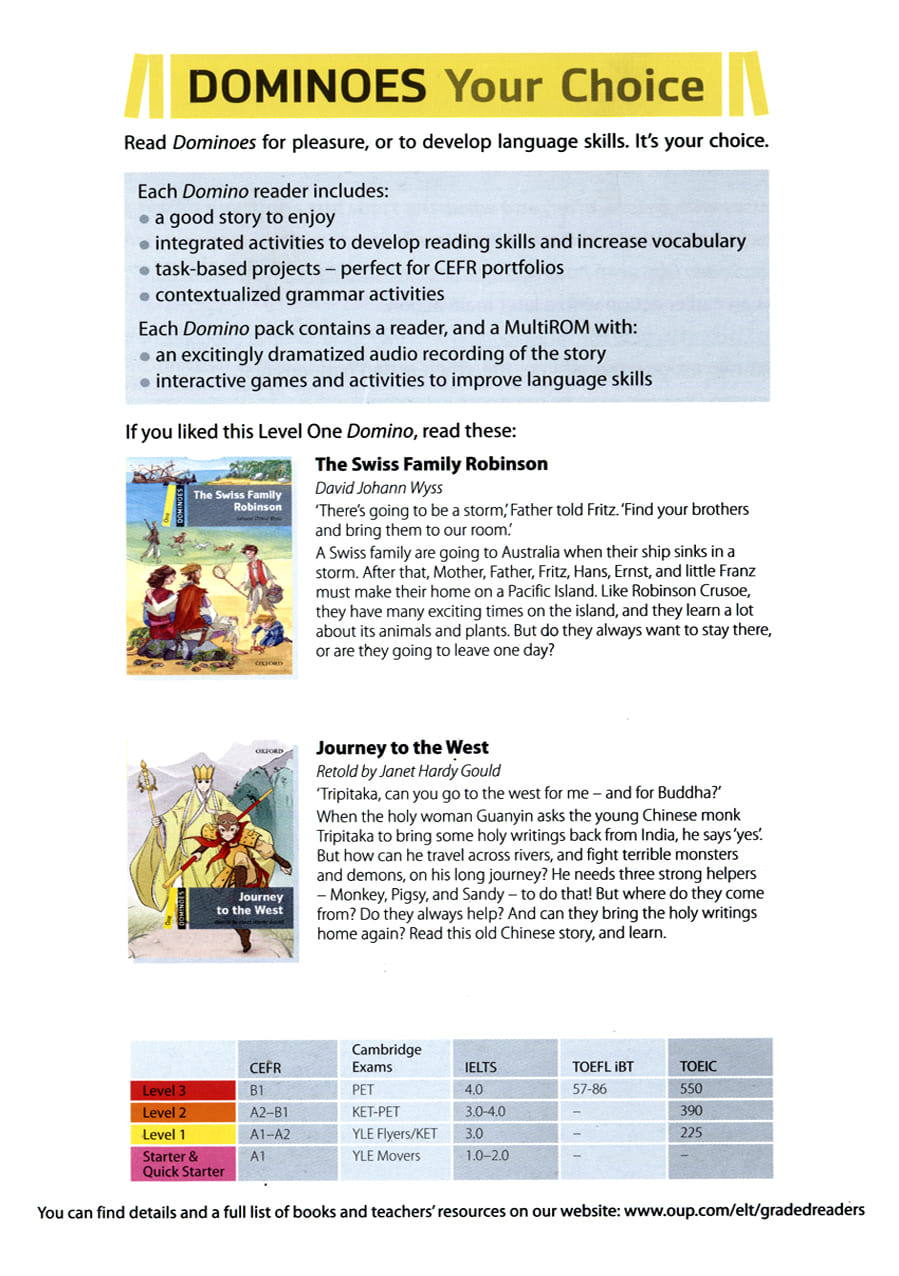 DOMINOES Your Choice
Read Dominoes for pleasure, or to develop language skills. It's your choice.
Each Domino reader includes:
• a good story to enjoy
• integrated activities to develop reading skills and increase vocabulary
• task-based projects – perfect for CEFR portfolios
• contextualized grammar activities
Each Domino pack contains a reader, and a MultiROM with:
• an excitingly dramatized audio recording of the story
• interactive games and activities to improve language skills
If you liked this Level One Domino, read these:
The Swiss Family
Robinson
One DOMINOES
OXFORD
The Swiss Family Robinson
David Johann Wyss
'There's going to be a storm,' Father told Fritz. 'Find your brothers
and bring them to our room.'
A Swiss family are going to Australia when their ship sinks in a
storm. After that, Mother, Father, Fritz, Hans, Ernst, and little Franz
must make their home on a Pacific Island. Like Robinson Crusoe,
they have many exciting times on the island, and they learn a lot
about its animals and plants. But do they always want to stay there,
or are they going to leave one day?
OXFORD
One DOMINOES
Journey
to the West
Journey to the West
Retold by Janet Hardy Gould
'Tripitaka, can you go to the west for me – and for Buddha?'
When the holy woman Guanyin asks the young Chinese monk
Tripitaka to bring some holy writings back from India, he says 'yes'.
But how can he travel across rivers, and fight terrible monsters
and demons, on his long journey? He needs three strong helpers
– Monkey, Pigsy, and Sandy – to do that! But where do they come
from? Do they always help? And can they bring the holy writings
home again? Read this old Chinese story, and learn.
CEFR Cambridge Exams IELTS TOEFL iBT TOEIC
Level 3 B1 PET 4.0 57-86 550
Level 2 A2–B1 KET-PET 3.0-4.0 – 390
Level 1 A1–A2 YLE Flyers/KET 3.0 – 225
Starter & Quick Starter A1 YLE Movers 1.0–2.0 – –
You can find details and a full list of books and teachers' resources on our website: www.oup.com/elt/gradedreaders